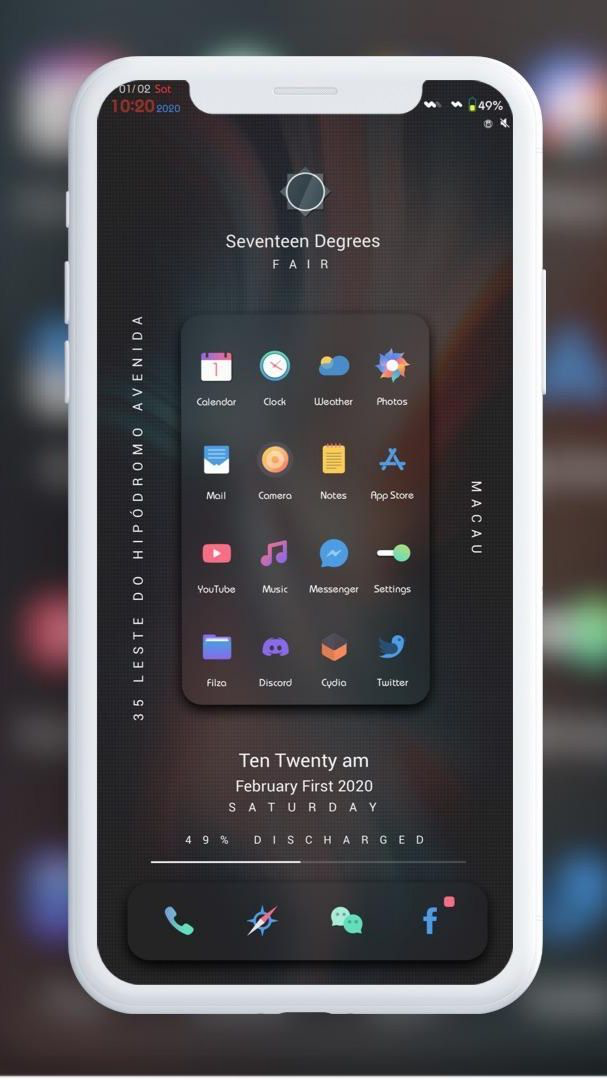 01/02 Sat
10:20 2020
49%
Seventeen Degrees
FAIR
35 LESTE DO HIPÓDROMO AVENIDA
MACAU
1
Calendar Clock Weather Photos
Mail Camera Notes App Store
YouTube Music Messenger Settings
Filza Discord Cydia Twitter
Ten Twenty am
February First 2020
SATURDAY
49% DISCHARGED